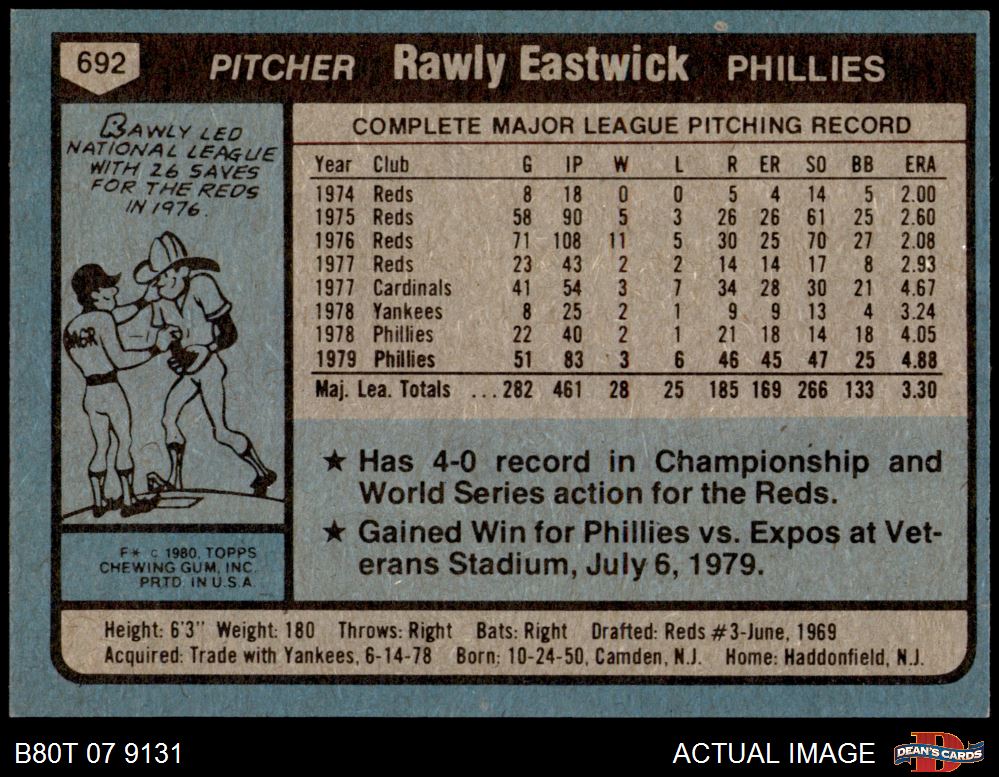 692 PITCHER Rawly Eastwick PHILLIES
RAWLY LED
NATIONAL LEAGUE
WITH 26 SAVES
FOR THE REDS
IN 1976.
MGR
F* © 1980, TOPPS
CHEWING GUM, INC.
PRTD. IN U.S.A.
COMPLETE MAJOR LEAGUE PITCHING RECORD
Year Club G IP W L R ER SO BB ERA
1974 Reds 8 18 0 0 5 4 14 5 2.00
1975 Reds 58 90 5 3 26 26 61 25 2.60
1976 Reds 71 108 11 5 30 25 70 27 2.08
1977 Reds 23 43 2 2 14 14 17 8 2.93
1977 Cardinals 41 54 3 7 34 28 30 21 4.67
1978 Yankees 8 25 2 1 9 9 13 4 3.24
1978 Phillies 22 40 2 1 21 18 14 18 4.05
1979 Phillies 51 83 3 6 46 45 47 25 4.88
Maj. Lea. Totals ...282 461 28 25 185 169 266 133 3.30
★ Has 4-0 record in Championship and
World Series action for the Reds.
★ Gained Win for Phillies vs. Expos at Vet-
erans Stadium, July 6, 1979.
Height: 6'3" Weight: 180 Throws: Right Bats: Right Drafted: Reds #3-June, 1969
Acquired: Trade with Yankees, 6-14-78 Born: 10-24-50, Camden, N.J. Home: Haddonfield, N.J.
B80T 07 9131 ACTUAL IMAGE D DEAN'S CARDS